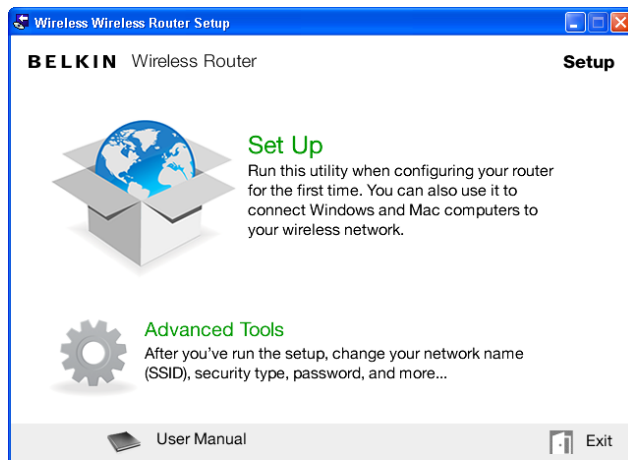 Wireless Wireless Router Setup
BELKIN Wireless Router
Setup
Set Up
Run this utility when configuring your router
for the first time. You can also use it to
connect Windows and Mac computers to
your wireless network.
Advanced Tools
After you've run the setup, change your network name
(SSID), security type, password, and more...
User Manual
Exit